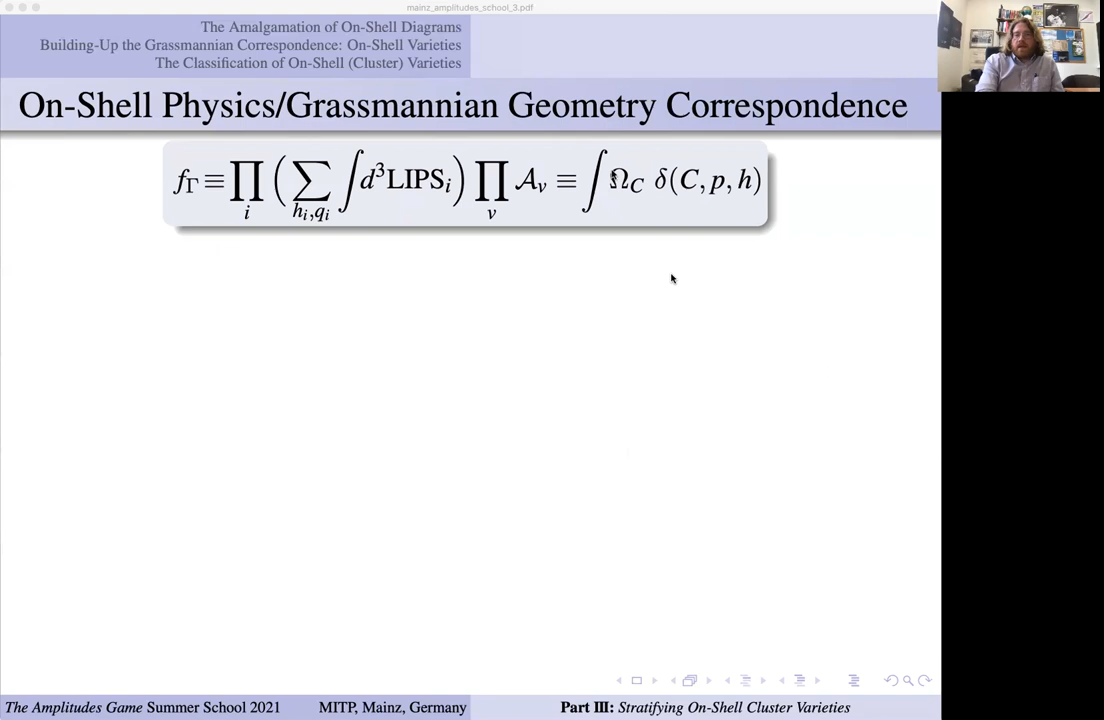 mainz_amplitudes_school_3.pdf
The Amalgamation of On-Shell Diagrams
Building-Up the Grassmannian Correspondence: On-Shell Varieties
The Classification of On-Shell (Cluster) Varieties
On-Shell Physics/Grassmannian Geometry Correspondence
f_Γ ≡ ∏_i (∑_{h_i,q_i} ∫d³LIPS_i) ∏_v 𝒜_v ≡ ∫Ω_C δ(C, p, h)
The Amplitudes Game Summer School 2021 MITP, Mainz, Germany Part III: Stratifying On-Shell Cluster Varieties